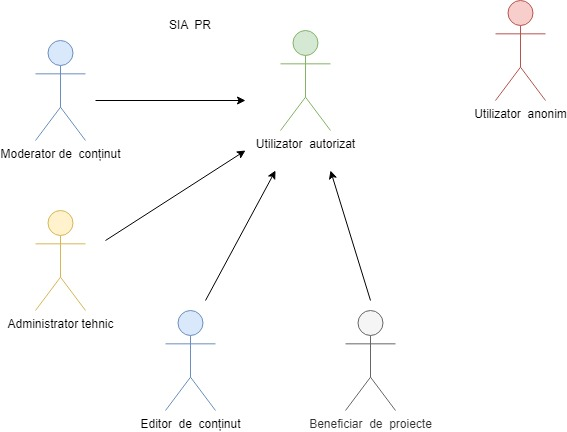 SIA PR
Utilizator anonim
Utilizator autorizat
Moderator de conținut
Administrator tehnic
Editor de conținut
Beneficiar de proiecte